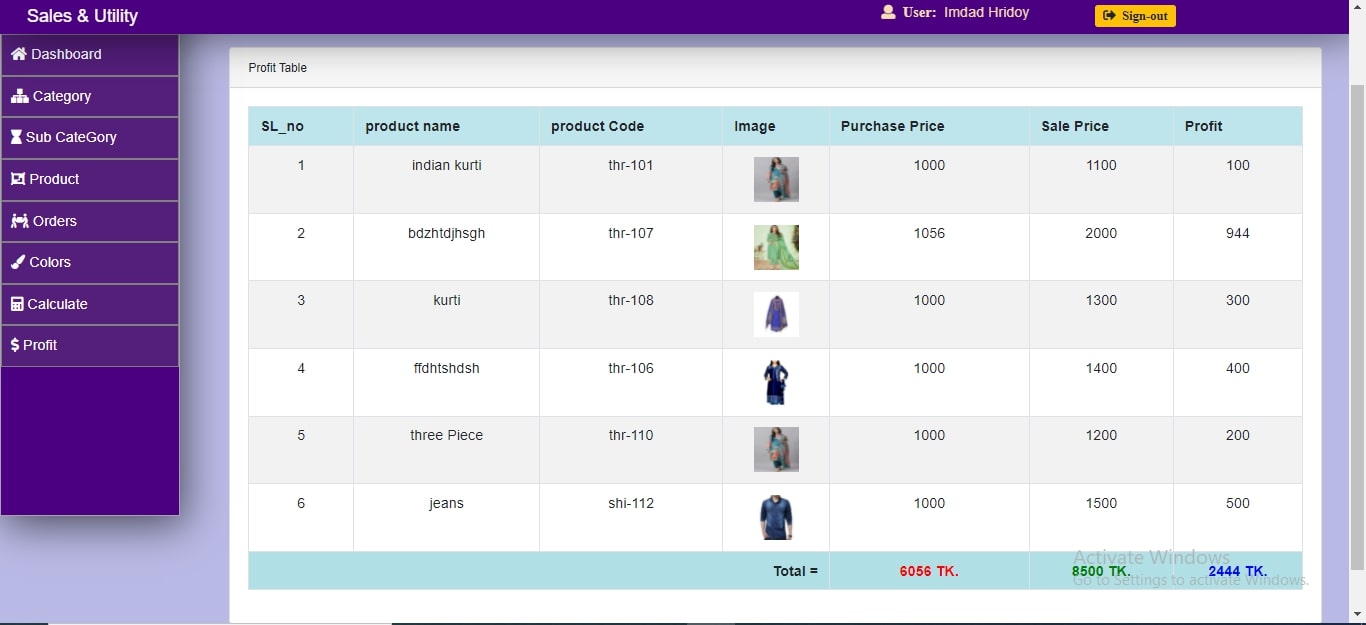 Sales & Utility
User: Imdad Hridoy
Sign-out
Dashboard
Category
Sub CateGory
Product
Orders
Colors
Calculate
Profit
Profit Table
SL_no product name product Code Image Purchase Price Sale Price Profit
1 indian kurti thr-101 1000 1100 100
2 bdzhtdjhsgh thr-107 1056 2000 944
3 kurti thr-108 1000 1300 300
4 ffdhtshdsh thr-106 1000 1400 400
5 three Piece thr-110 1000 1200 200
6 jeans shi-112 1000 1500 500
Total = 6056 TK. 8500 TK. 2444 TK.
Activate Windows
Go to Settings to activate Windows.